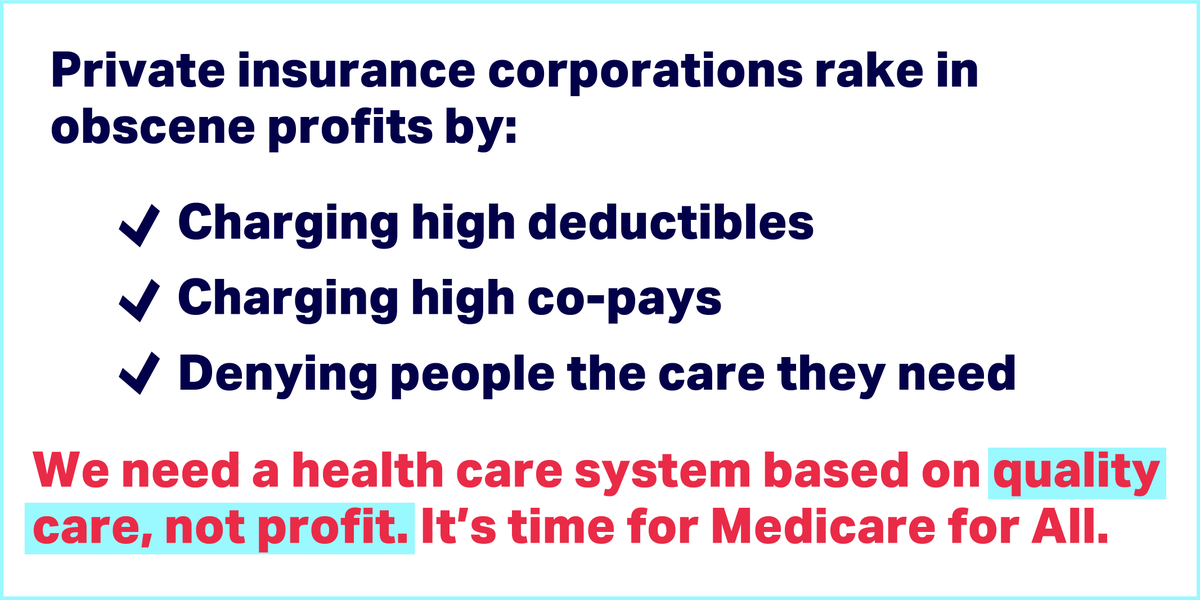 Private insurance corporations rake in
obscene profits by:
Charging high deductibles
Charging high co-pays
Denying people the care they need
We need a health care system based on quality
care, not profit. It’s time for Medicare for All.